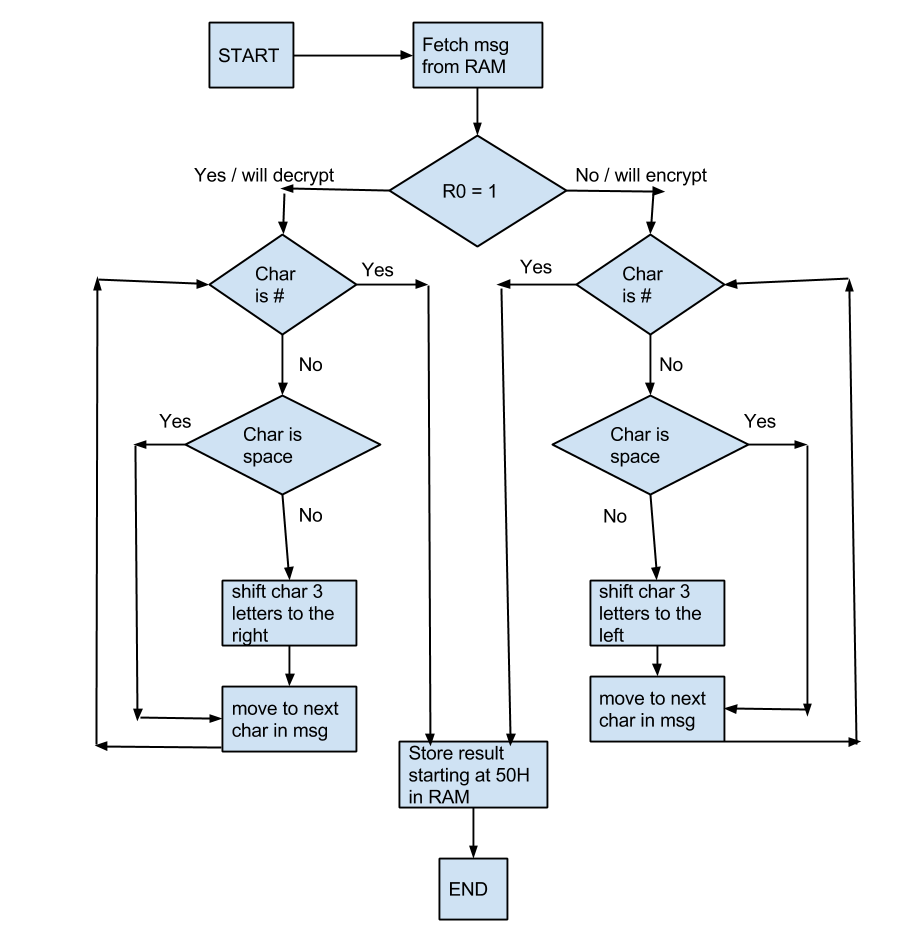 START
Fetch msg
from RAM
R0 = 1
Yes / will decrypt
No / will encrypt
Char
is #
Yes
No
Char is
space
Yes
No
shift char 3
letters to the
right
move to next
char in msg
Char
is #
Yes
No
Char is
space
Yes
No
shift char 3
letters to the
left
move to next
char in msg
Store result
starting at 50H
in RAM
END